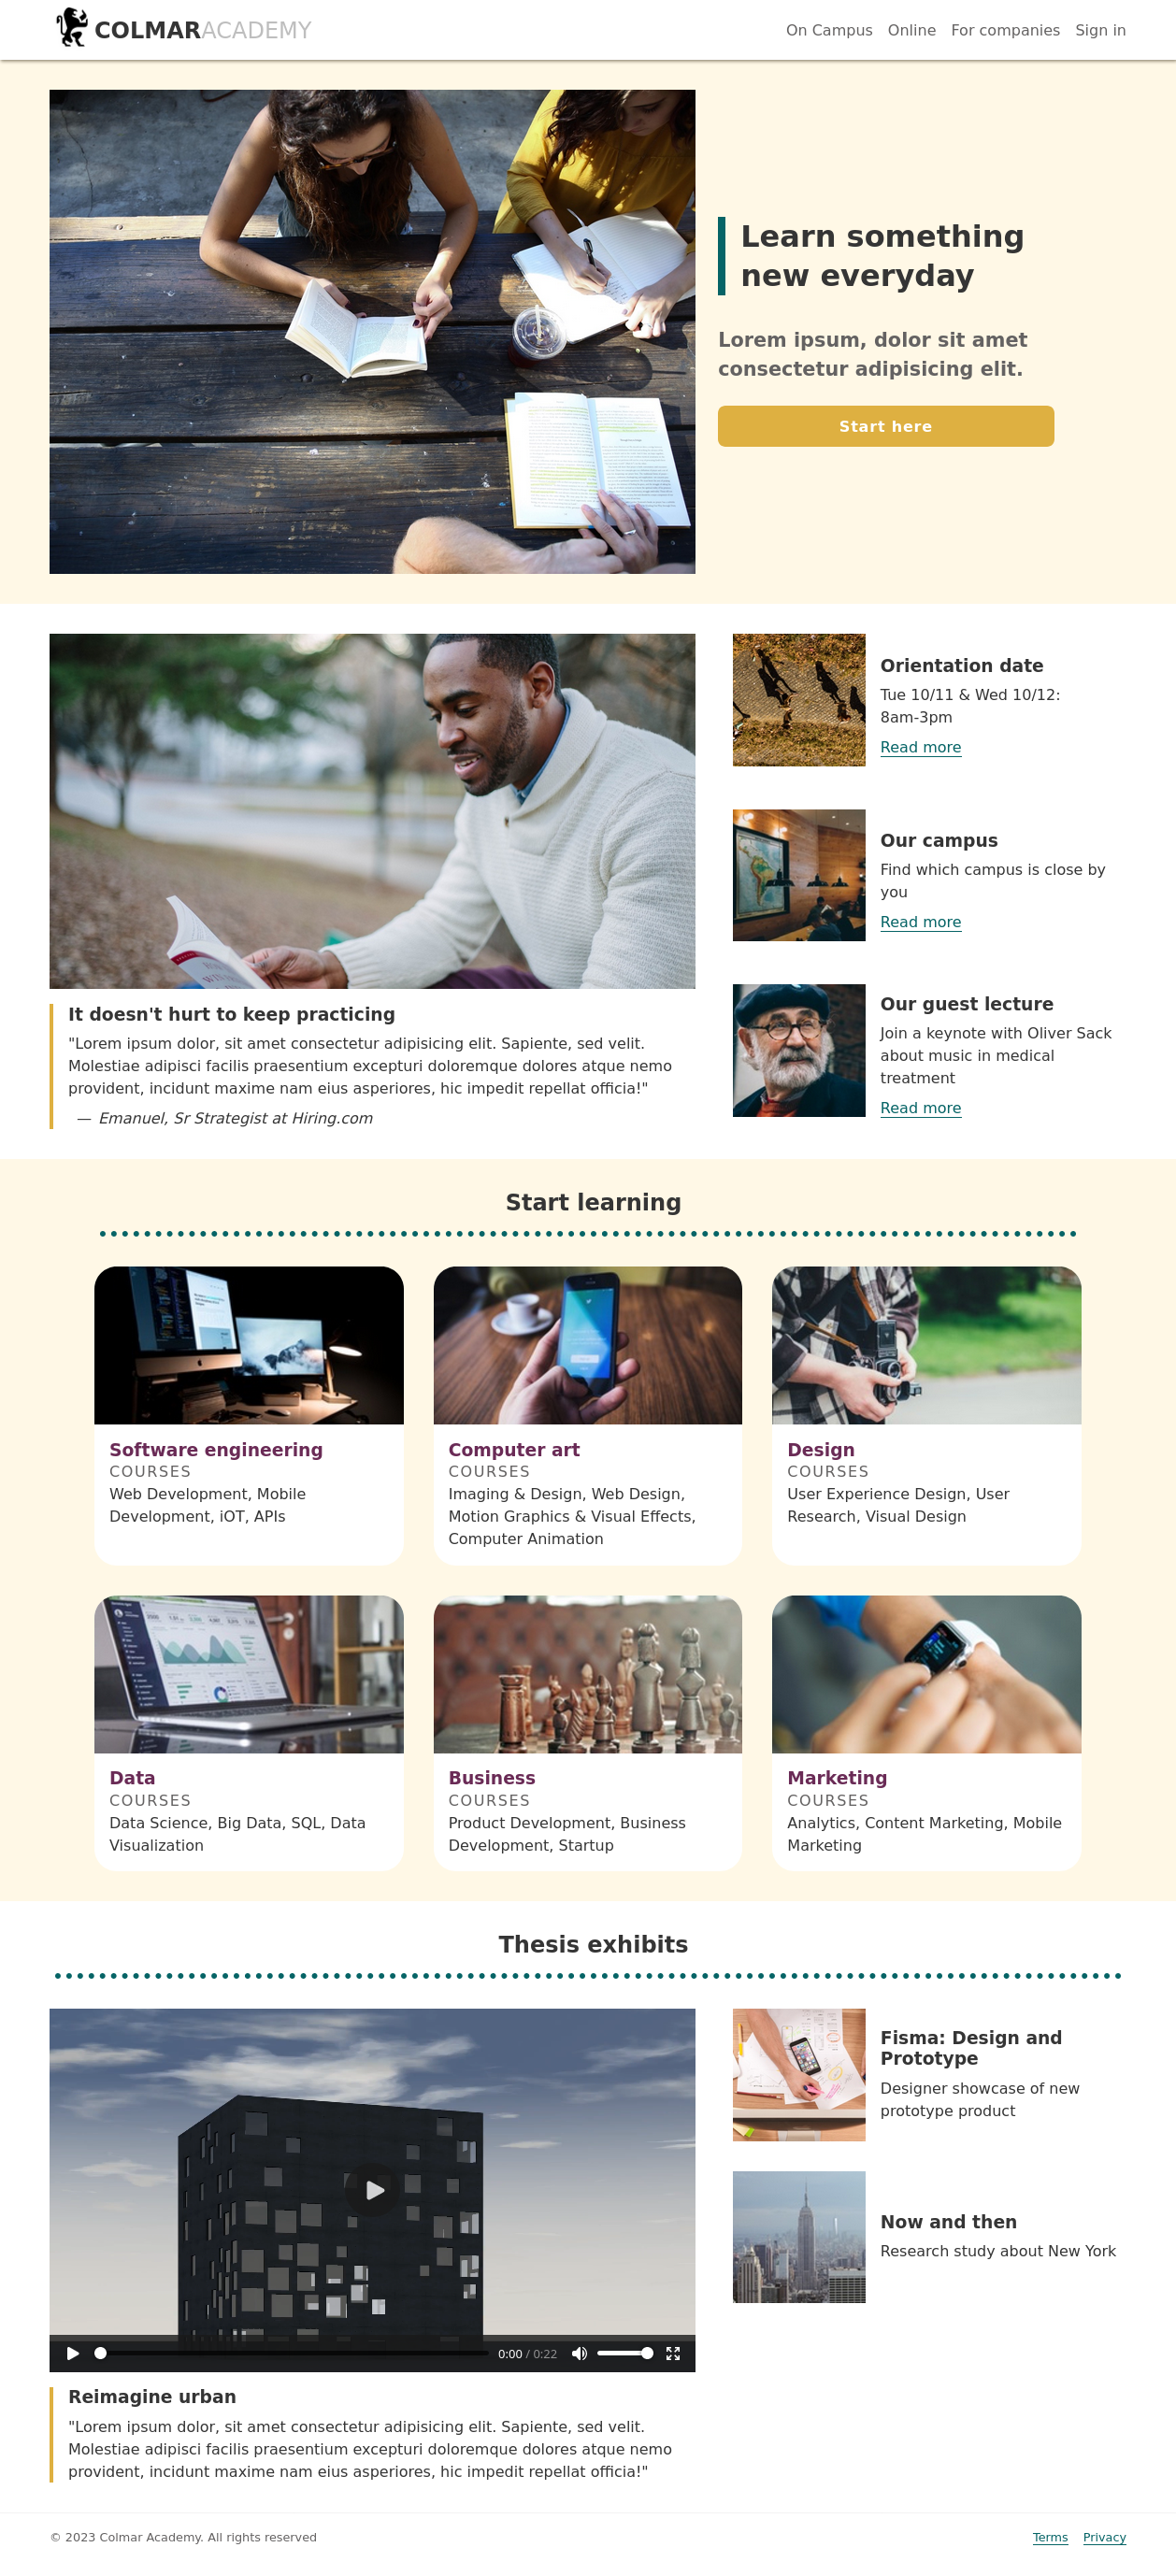 COLMARACADEMY
On Campus Online For companies Sign in
Learn something
new everyday
Lorem ipsum, dolor sit amet
consectetur adipisicing elit.
Start here
Orientation date
Tue 10/11 & Wed 10/12:
8am-3pm
Read more
Our campus
Find which campus is close by
you
Read more
Our guest lecture
Join a keynote with Oliver Sack
about music in medical
treatment
Read more
It doesn't hurt to keep practicing
"Lorem ipsum dolor, sit amet consectetur adipisicing elit. Sapiente, sed velit.
Molestiae adipisci facilis praesentium excepturi doloremque dolores atque nemo
provident, incidunt maxime nam eius asperiores, hic impedit repellat officia!"
— Emanuel, Sr Strategist at Hiring.com
Start learning
Software engineering
COURSES
Web Development, Mobile
Development, iOT, APIs
Computer art
COURSES
Imaging & Design, Web Design,
Motion Graphics & Visual Effects,
Computer Animation
Design
COURSES
User Experience Design, User
Research, Visual Design
Data
COURSES
Data Science, Big Data, SQL, Data
Visualization
Business
COURSES
Product Development, Business
Development, Startup
Marketing
COURSES
Analytics, Content Marketing, Mobile
Marketing
Thesis exhibits
0:00 / 0:22
Reimagine urban
"Lorem ipsum dolor, sit amet consectetur adipisicing elit. Sapiente, sed velit.
Molestiae adipisci facilis praesentium excepturi doloremque dolores atque nemo
provident, incidunt maxime nam eius asperiores, hic impedit repellat officia!"
Fisma: Design and
Prototype
Designer showcase of new
prototype product
Now and then
Research study about New York
© 2023 Colmar Academy. All rights reserved
Terms Privacy